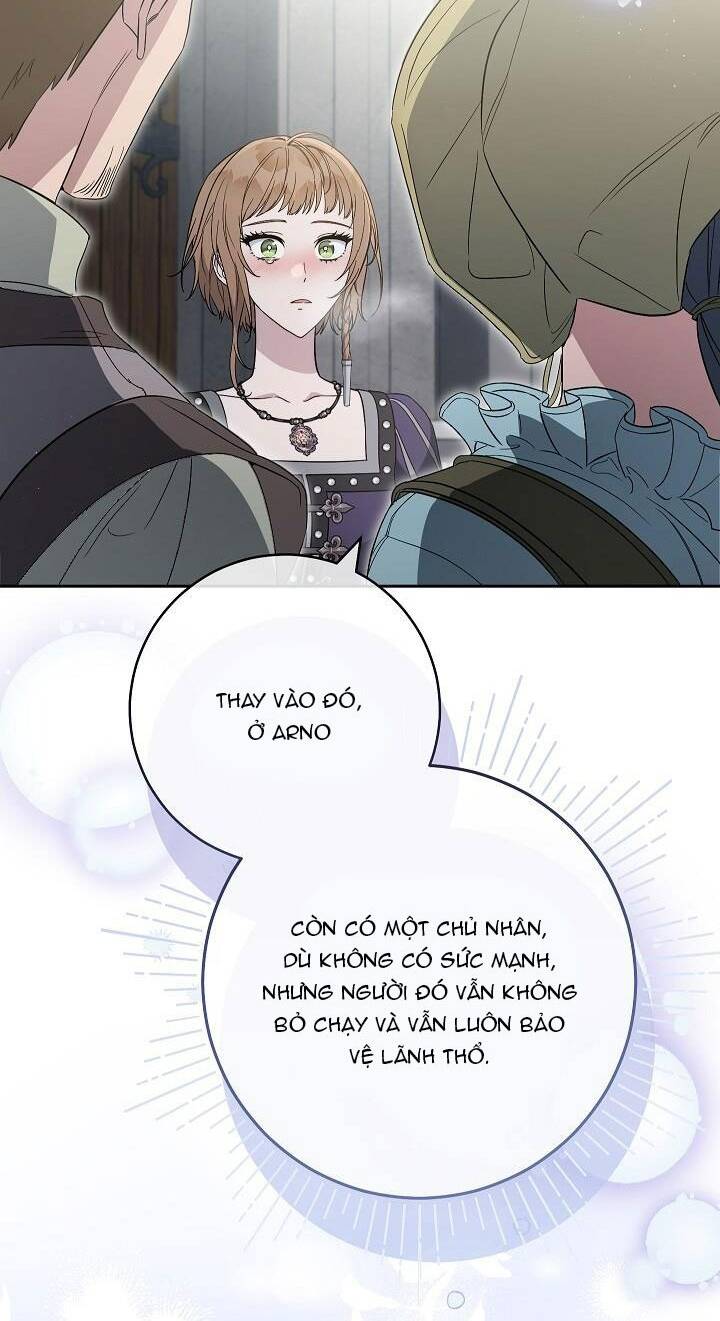 THAY VÀO ĐÓ,
Ở ARNO
CÒN CÓ MỘT CHỦ NHÂN,
DÙ KHÔNG CÓ SỨC MẠNH,
NHƯNG NGƯỜI ĐÓ VẪN KHÔNG
BỎ CHẠY VÀ VẪN LUÔN BẢO
VỆ LÃNH THỔ.